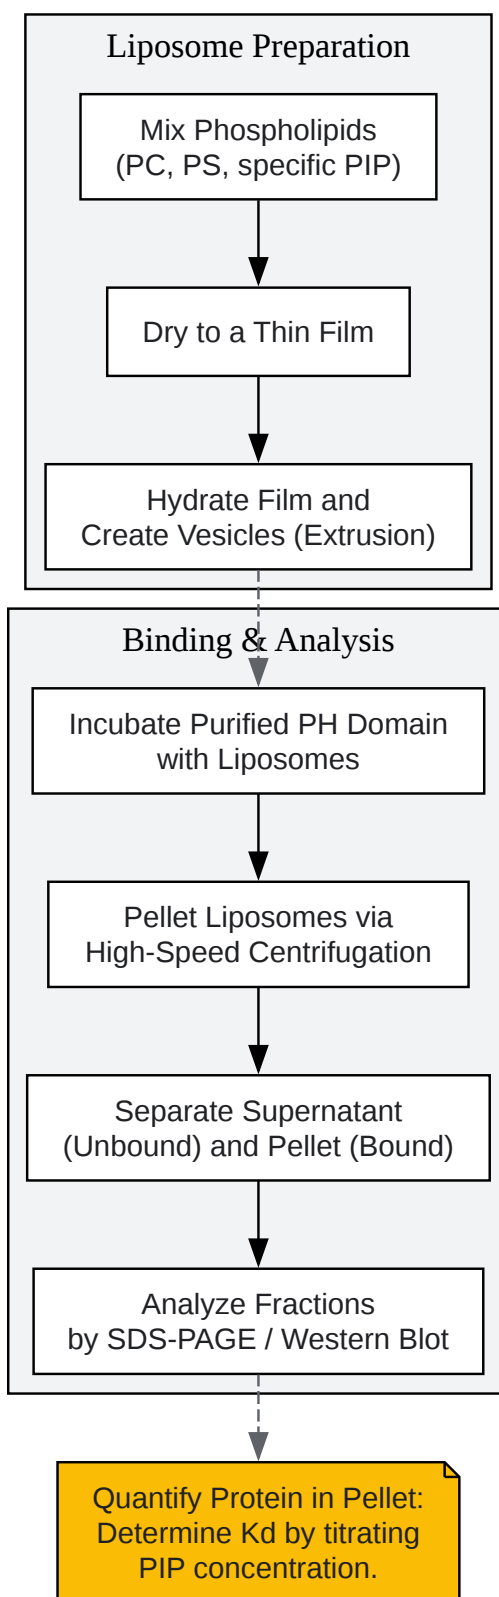 Liposome Preparation
Mix Phospholipids
(PC, PS, specific PIP)
Dry to a Thin Film
Hydrate Film and
Create Vesicles (Extrusion)
Binding & Analysis
Incubate Purified PH Domain
with Liposomes
Pellet Liposomes via
High-Speed Centrifugation
Separate Supernatant
(Unbound) and Pellet (Bound)
Analyze Fractions
by SDS-PAGE / Western Blot
Quantify Protein in Pellet:
Determine Kd by titrating
PIP concentration.